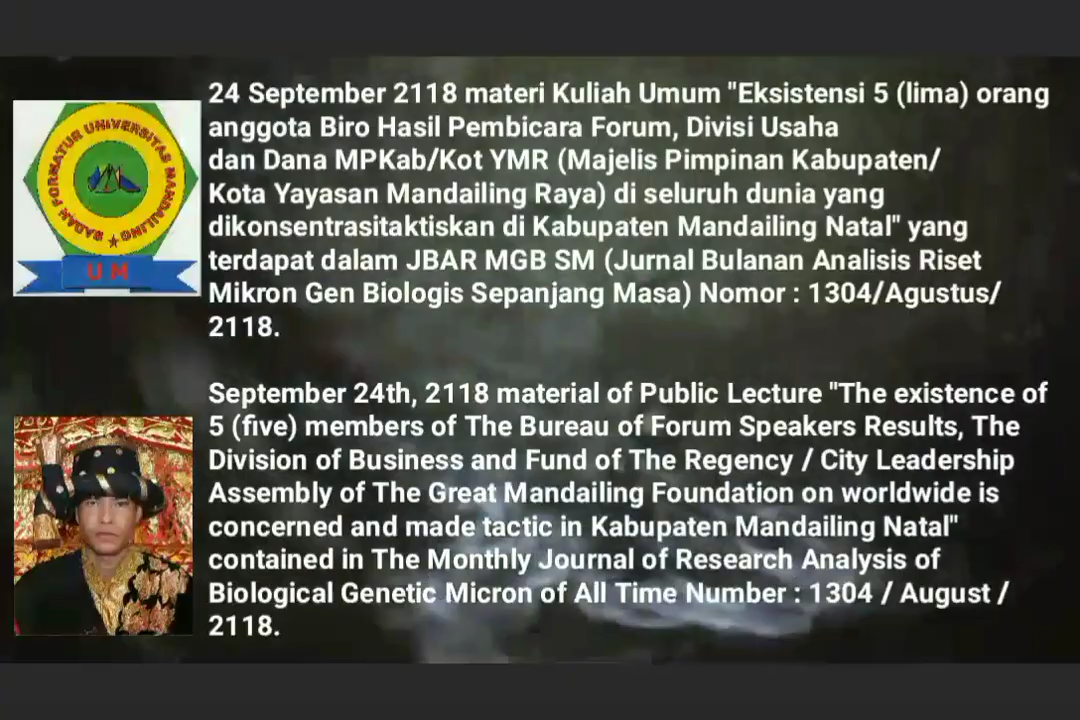 BADAN FORMATUR UNIVERSITAS MANDAILING
U M
24 September 2118 materi Kuliah Umum "Eksistensi 5 (lima) orang
anggota Biro Hasil Pembicara Forum, Divisi Usaha
dan Dana MPKab/Kot YMR (Majelis Pimpinan Kabupaten/
Kota Yayasan Mandailing Raya) di seluruh dunia yang
dikonsentrasitaktiskan di Kabupaten Mandailing Natal" yang
terdapat dalam JBAR MGB SM (Jurnal Bulanan Analisis Riset
Mikron Gen Biologis Sepanjang Masa) Nomor : 1304/Agustus/
2118.
September 24th, 2118 material of Public Lecture "The existence of
5 (five) members of The Bureau of Forum Speakers Results, The
Division of Business and Fund of The Regency / City Leadership
Assembly of The Great Mandailing Foundation on worldwide is
concerned and made tactic in Kabupaten Mandailing Natal"
contained in The Monthly Journal of Research Analysis of
Biological Genetic Micron of All Time Number : 1304 / August /
2118.